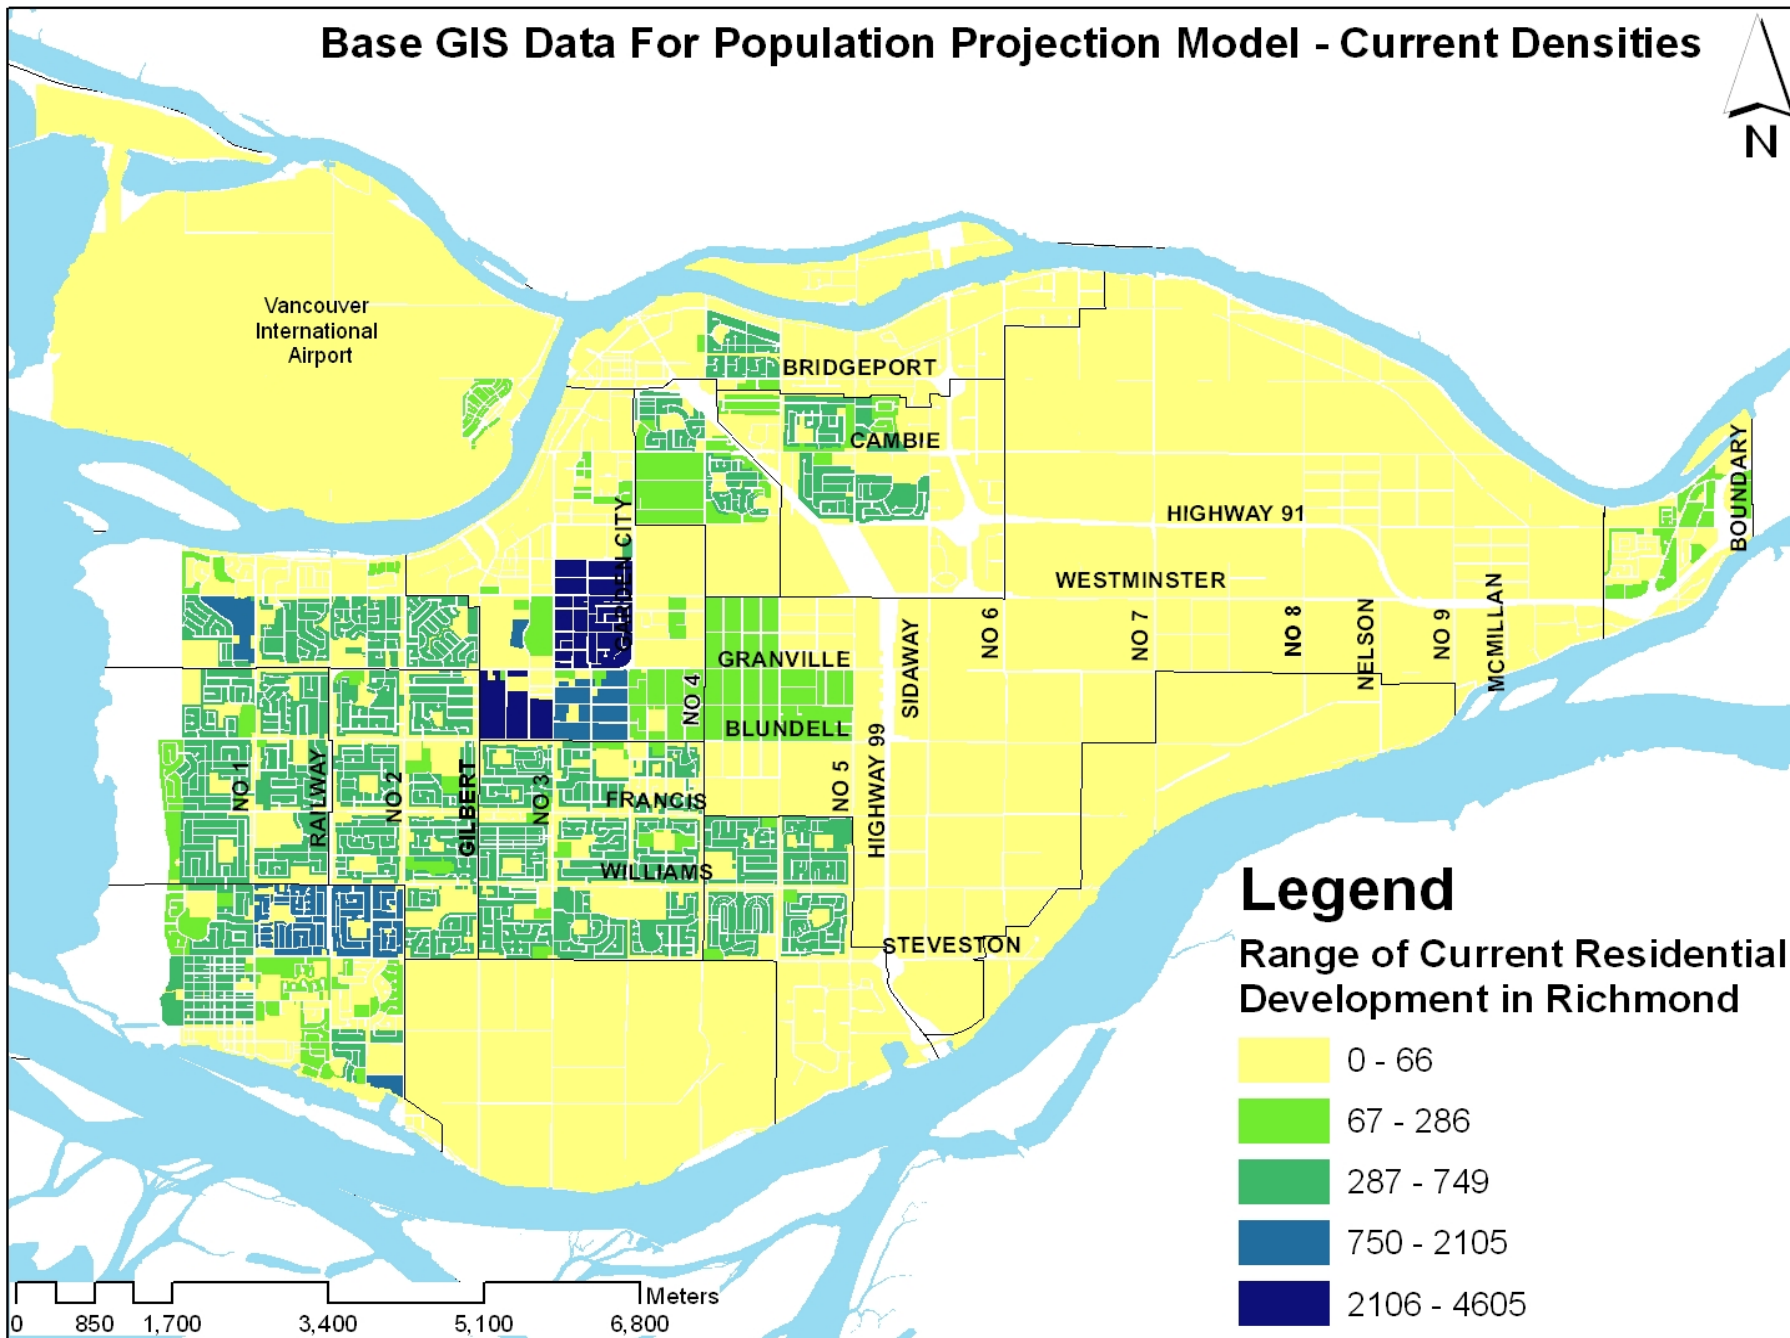 Base GIS Data For Population Projection Model - Current Densities
N
Vancouver
International
Airport
BRIDGEPORT
CAMBIE
BOUNDARY
HIGHWAY 91
GARDEN CITY
WESTMINSTER
NO 6
NO 7
NO 8
NELSON
NO 9
MCMILLAN
SIDAWAY
GRANVILLE
NO 4
BLUNDELL
HIGHWAY 99
NO 5
NO 1
RAILWAY
NO 2
GILBERT
NO 3
FRANCIS
WILLIAMS
STEVESTON
Legend
Range of Current Residential
Development in Richmond
0 - 66
67 - 286
287 - 749
750 - 2105
2106 - 4605
Meters
0 850 1,700 3,400 5,100 6,800